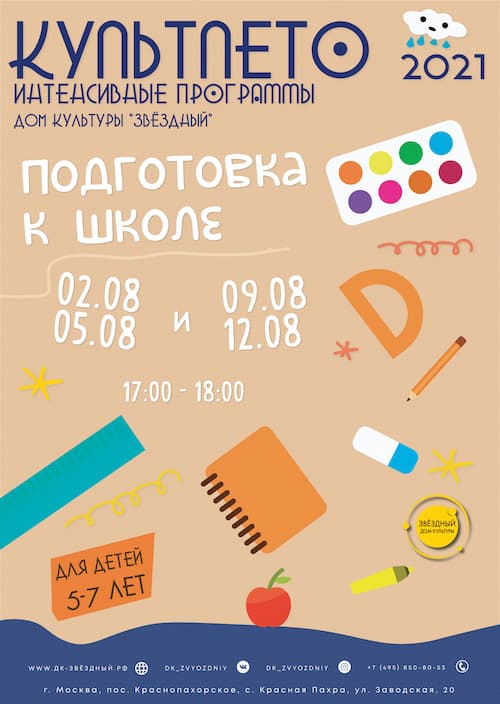 КУЛЬТЛЕТО
2021
ИНТЕНСИВНЫЕ ПРОГРАММЫ
ДОМ КУЛЬТУРЫ "ЗВЁЗДНЫЙ"
ПОДГОТОВКА
К ШКОЛЕ
02.08
05.08
и
09.08
12.08
17:00 - 18:00
ЗВЁЗДНЫЙ
ДОМ КУЛЬТУРЫ
ДЛЯ ДЕТЕЙ
5-7 ЛЕТ
WWW.ДК-ЗВЁЗДНЫЙ.РФ DK_ZVYOZDNIY DK_ZVYOZDNIY +7 (495) 850-80-53
г. Москва, пос. Краснопахорское, с. Красная Пахра, ул. Заводская, 20